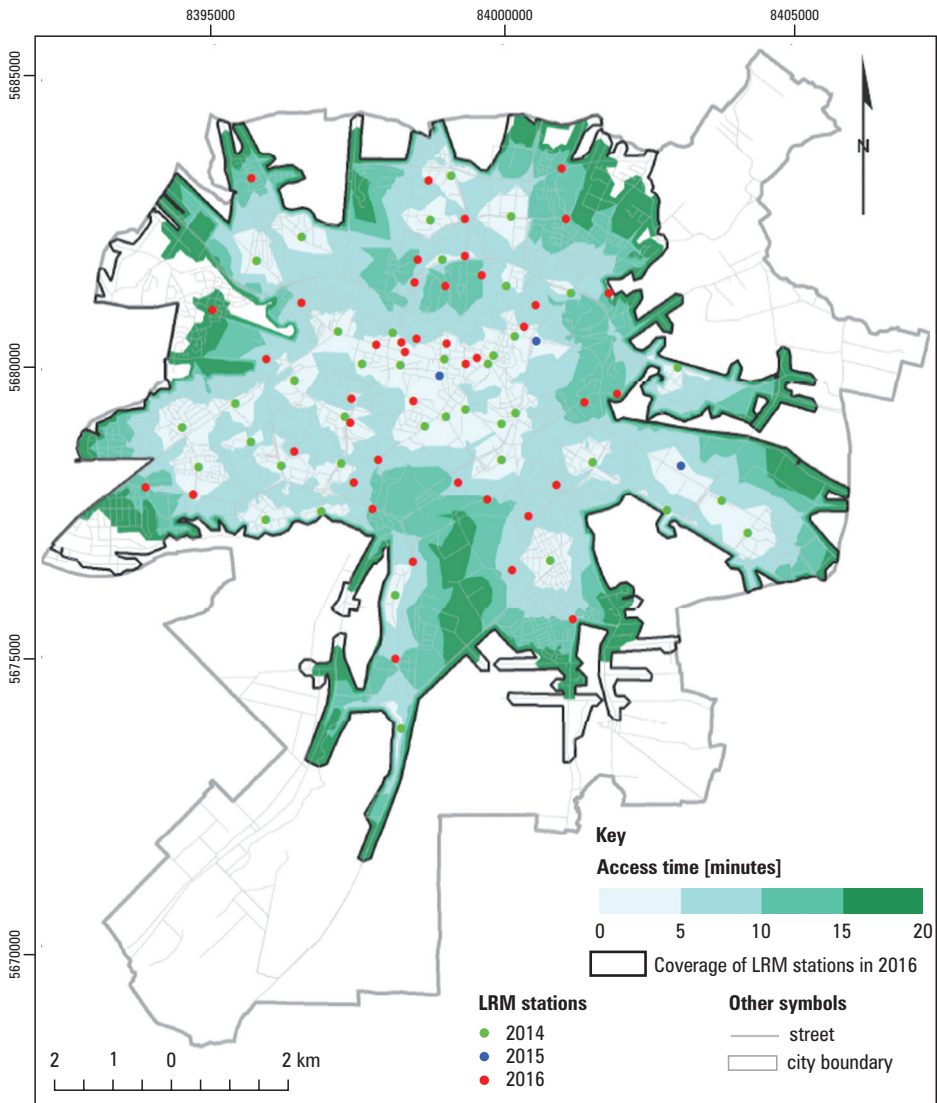 8395000
84000000
8405000
5685000
5680000
5675000
5670000
N
Key
Access time [minutes]
0 5 10 15 20
Coverage of LRM stations in 2016
LRM stations
2014
2015
2016
Other symbols
street
city boundary
2 1 0 2 km